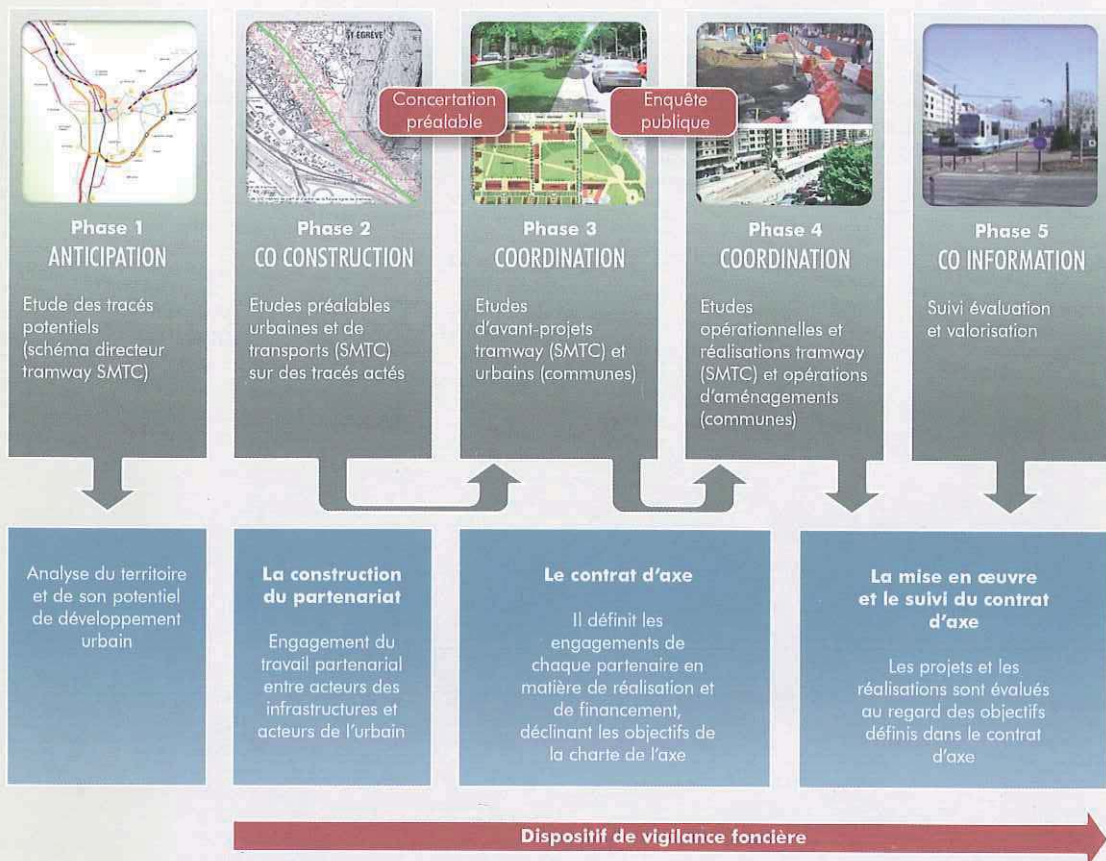 ST EGRÈVE
Concertation
préalable
Enquête
publique
Phase 1
ANTICIPATION
Etude des tracés
potentiels
(schéma directeur
tramway SMTC)
Phase 2
CO CONSTRUCTION
Etudes préalables
urbaines et de
transports (SMTC)
sur des tracés actés
Phase 3
COORDINATION
Etudes
d'avant-projets
tramway (SMTC) et
urbains (communes)
Phase 4
COORDINATION
Etudes
opérationnelles et
réalisations tramway
(SMTC) et opérations
d'aménagements
(communes)
Phase 5
CO INFORMATION
Suivi évaluation
et valorisation
Analyse du territoire
et de son potentiel
de développement
urbain
La construction
du partenariat
Engagement du
travail partenarial
entre acteurs des
infrastructures et
acteurs de l'urbain
Le contrat d'axe
Il définit les
engagements de
chaque partenaire en
matière de réalisation et
de financement,
déclinant les objectifs de
la charte de l'axe
La mise en œuvre
et le suivi du contrat
d'axe
Les projets et les
réalisations sont évalués
au regard des objectifs
définis dans le contrat
d'axe
Dispositif de vigilance foncière